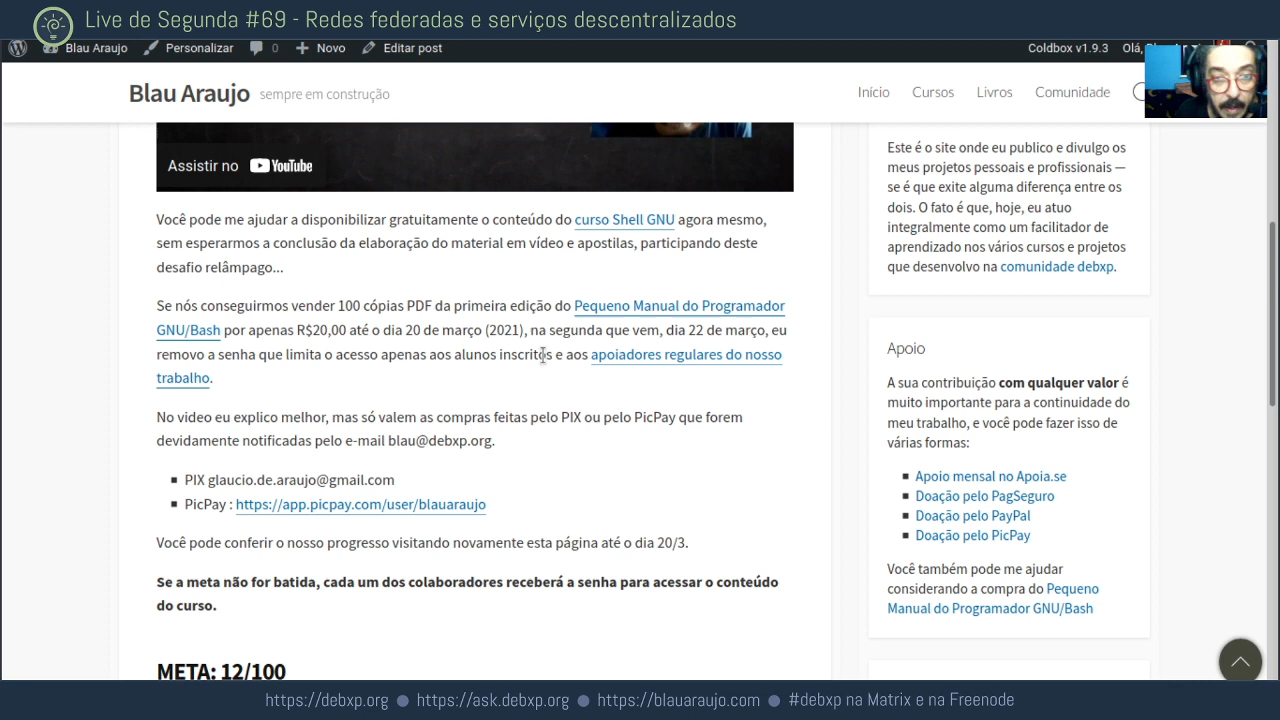 Live de Segunda #69 - Redes federadas e serviços descentralizados
Blau Araujo Personalizar 0 Novo Editar post Coldbox v1.9.3
Blau Araujo sempre em construção Início Cursos Livros Comunidade
Assistir no YouTube
Você pode me ajudar a disponibilizar gratuitamente o conteúdo do curso Shell GNU agora mesmo,
sem esperarmos a conclusão da elaboração do material em vídeo e apostilas, participando deste
desafio relâmpago...
Se nós conseguirmos vender 100 cópias PDF da primeira edição do Pequeno Manual do Programador
GNU/Bash por apenas R$20,00 até o dia 20 de março (2021), na segunda que vem, dia 22 de março, eu
removo a senha que limita o acesso apenas aos alunos inscritos e aos apoiadores regulares do nosso
trabalho.
No video eu explico melhor, mas só valem as compras feitas pelo PIX ou pelo PicPay que forem
devidamente notificadas pelo e-mail blau@debxp.org.
PIX glaucio.de.araujo@gmail.com
PicPay : https://app.picpay.com/user/blauaraujo
Você pode conferir o nosso progresso visitando novamente esta página até o dia 20/3.
Se a meta não for batida, cada um dos colaboradores receberá a senha para acessar o conteúdo
do curso.
META: 12/100
Este é o site onde eu publico e divulgo os
meus projetos pessoais e profissionais —
se é que exite alguma diferença entre os
dois. O fato é que, hoje, eu atuo
integralmente como um facilitador de
aprendizado nos vários cursos e projetos
que desenvolvo na comunidade debxp.
Apoio
A sua contribuição com qualquer valor é
muito importante para a continuidade do
meu trabalho, e você pode fazer isso de
várias formas:
Apoio mensal no Apoia.se
Doação pelo PagSeguro
Doação pelo PayPal
Doação pelo PicPay
Você também pode me ajudar
considerando a compra do Pequeno
Manual do Programador GNU/Bash
https://debxp.org https://ask.debxp.org https://blauaraujo.com #debxp na Matrix e na Freenode